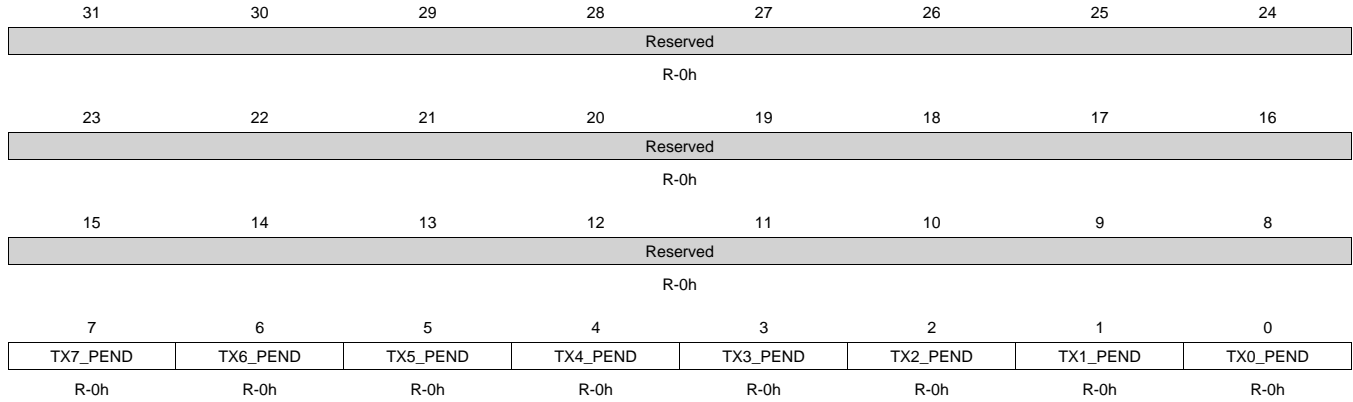 31 30 29 28 27 26 25 24
Reserved
R-0h
23 22 21 20 19 18 17 16
Reserved
R-0h
15 14 13 12 11 10 9 8
Reserved
R-0h
7 6 5 4 3 2 1 0
TX7_PEND TX6_PEND TX5_PEND TX4_PEND TX3_PEND TX2_PEND TX1_PEND TX0_PEND
R-0h R-0h R-0h R-0h R-0h R-0h R-0h R-0h